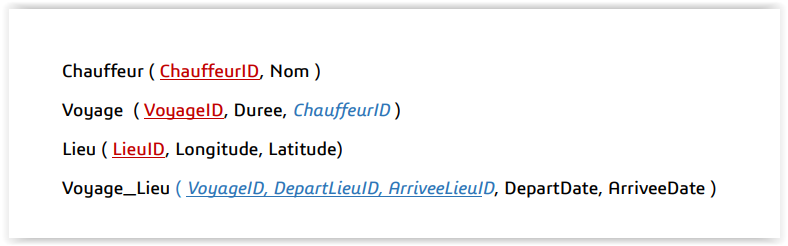 Chauffeur ( ChauffeurID, Nom )
Voyage ( VoyageID, Duree, ChauffeurID )
Lieu ( LieuID, Longitude, Latitude)
Voyage_Lieu ( VoyageID, DepartLieuID, ArriveeLieuID, DepartDate, ArriveeDate )